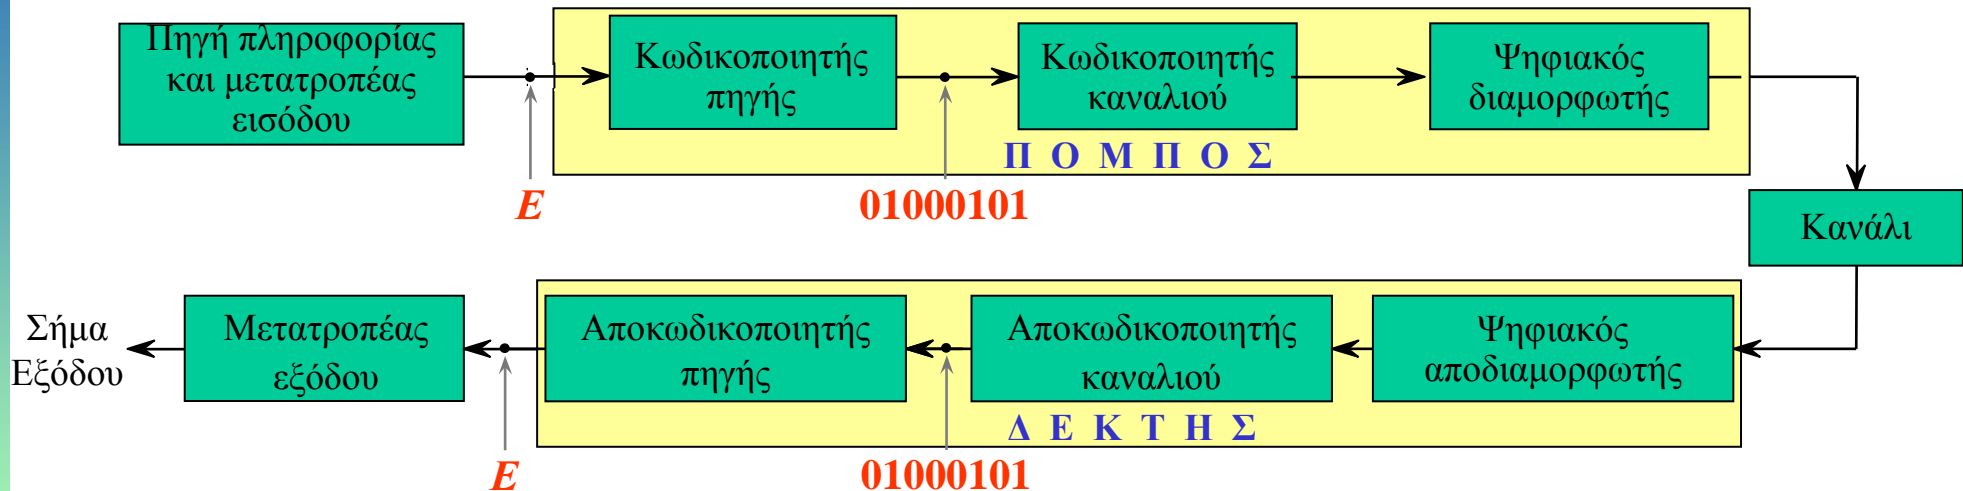 Πηγή πληροφορίας
και μετατροπέας
εισόδου
Κωδικοποιητής
πηγής
Κωδικοποιητής
καναλιού
Ψηφιακός
διαμορφωτής
Π Ο Μ Π Ο Σ
E
01000101
Κανάλι
Σήμα
Εξόδου
Μετατροπέας
εξόδου
Αποκωδικοποιητής
πηγής
Αποκωδικοποιητής
καναλιού
Ψηφιακός
αποδιαμορφωτής
Δ Ε Κ Τ Η Σ
E
01000101